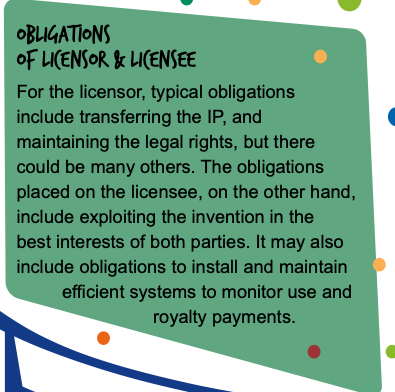 OBLIGATIONS
OF LICENSOR & LICENSEE
For the licensor, typical obligations
include transferring the IP, and
maintaining the legal rights, but there
could be many others. The obligations
placed on the licensee, on the other hand,
include exploiting the invention in the
best interests of both parties. It may also
include obligations to install and maintain
efficient systems to monitor use and
royalty payments.